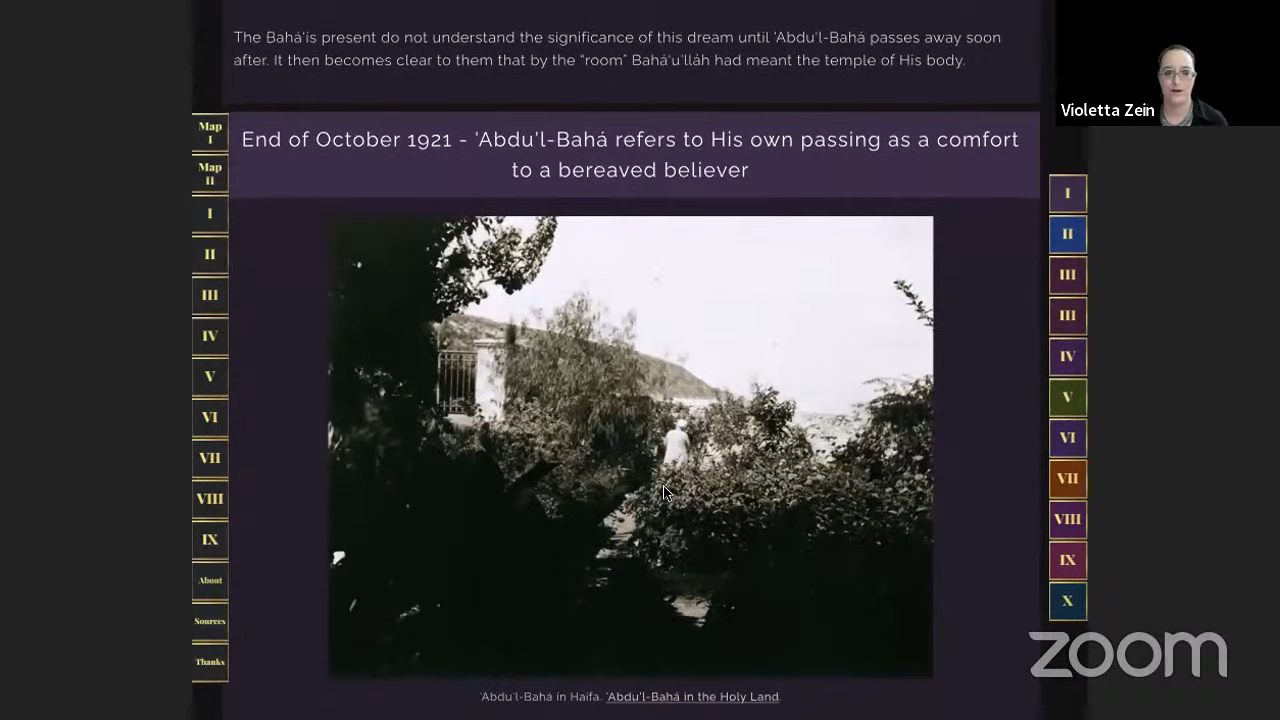 The Bahá'ís present do not understand the significance of this dream until 'Abdu'l-Bahá passes away soon
after. It then becomes clear to them that by the "room" Bahá'u'lláh had meant the temple of His body.
Violetta Zein
End of October 1921 - 'Abdu'l-Bahá refers to His own passing as a comfort
to a bereaved believer
Map
I
Map
II
I
II
III
IV
V
VI
VII
VIII
IX
About
Sources
Thanks
I
II
III
III
IV
V
VI
VII
VIII
IX
X
'Abdu'l-Bahá in Haifa. 'Abdu'l-Bahá in the Holy Land.
zoom